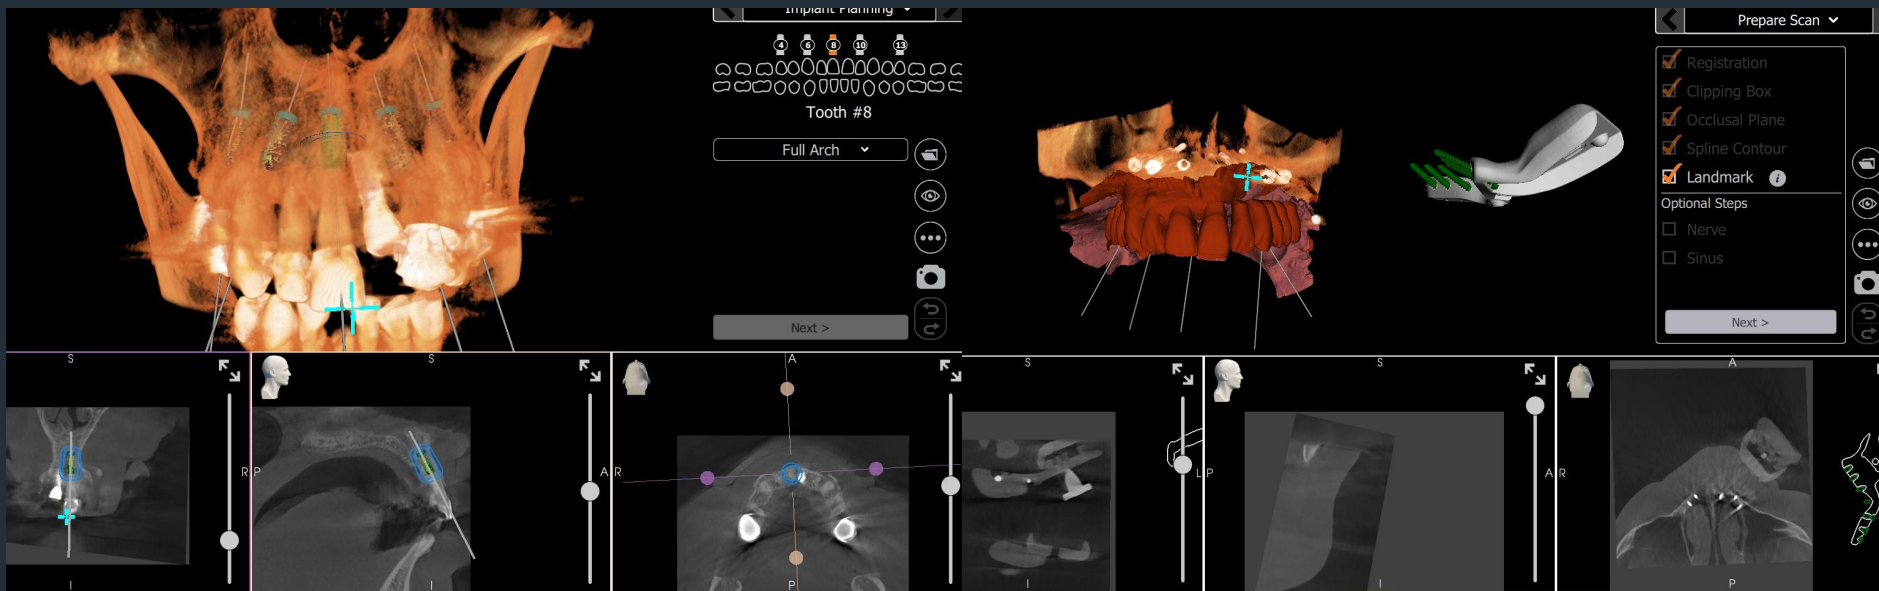 Implant Planning
4 6 8 10 13
Tooth #8
Full Arch
Next >
S
R
P
S
A
I
I
R
A
P
Prepare Scan
Registration
Clipping Box
Occlusal Plane
Spline Contour
Landmark i
Optional Steps
Nerve
Sinus
Next >
S
L
I
P
S
A
I
R
A
P